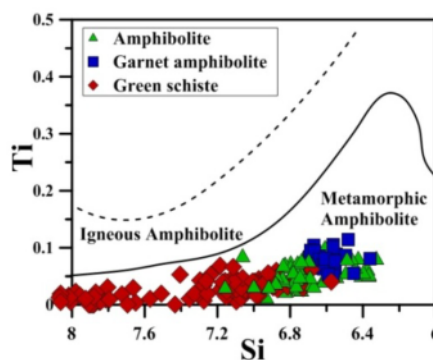 0.5
0.4
0.3
0.2
0.1
0
Ti
Amphibolite
Garnet amphibolite
Green schiste
Igneous Amphibolite
Metamorphic
Amphibolite
8 7.6 7.2 6.8 6.4 6
Si